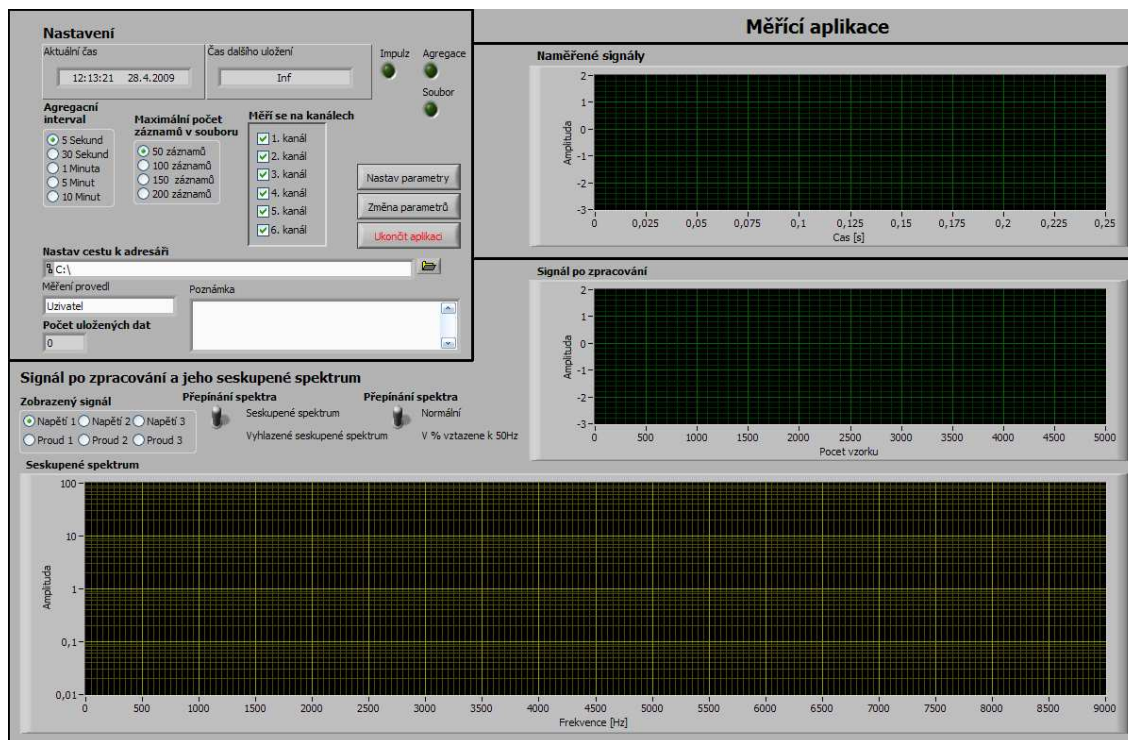 Měřící aplikace
Nastavení
Aktuální čas
12:13:21 28.4.2009
Čas dalšího uložení
Inf
Impulz
Agregace
Soubor
Agregacní
interval
5 Sekund
30 Sekund
1 Minuta
5 Minut
10 Minut
Maximální počet
záznamů v souboru
50 záznamů
100 záznamů
150 záznamů
200 záznamů
Měří se na kanálech
1. kanál
2. kanál
3. kanál
4. kanál
5. kanál
6. kanál
Nastav parametry
Změna parametrů
Ukončit aplikaci
Nastav cestu k adresáři
C:\
Měření provedl
Uzivatel
Poznámka
Počet uložených dat
0
Naměřené signály
Amplituda
2
1
0
-1
-2
-3
0 0,025 0,05 0,075 0,1 0,125 0,15 0,175 0,2 0,225 0,25
Cas [s]
Signál po zpracování
Amplituda
2
1
0
-1
-2
-3
0 500 1000 1500 2000 2500 3000 3500 4000 4500 5000
Pocet vzorku
Signál po zpracování a jeho seskupené spektrum
Zobrazený signál
Napětí 1 Napětí 2 Napětí 3
Proud 1 Proud 2 Proud 3
Přepínání spektra
Seskupené spektrum
Vyhlazené seskupené spektrum
Přepínání spektra
Normální
V % vztazene k 50Hz
Seskupené spektrum
Amplituda
100
10
1
0,1
0,01
0 500 1000 1500 2000 2500 3000 3500 4000 4500 5000 5500 6000 6500 7000 7500 8000 8500 9000
Frekvence [Hz]